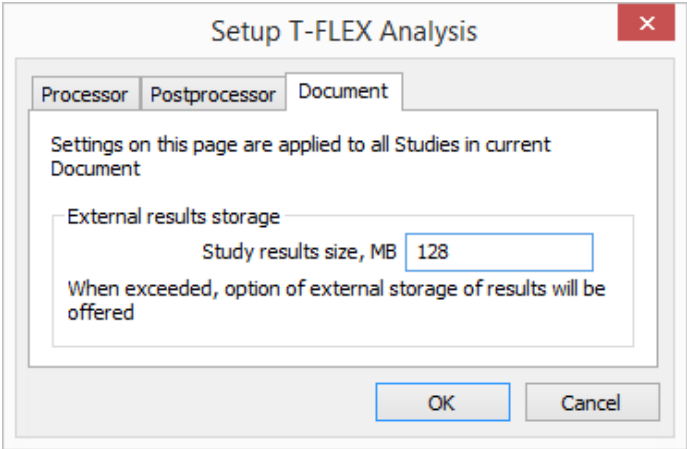 Setup T-FLEX Analysis
Processor
Postprocessor
Document
Settings on this page are applied to all Studies in current
Document
External results storage
Study results size, MB
128
When exceeded, option of external storage of results will be
offered
OK
Cancel